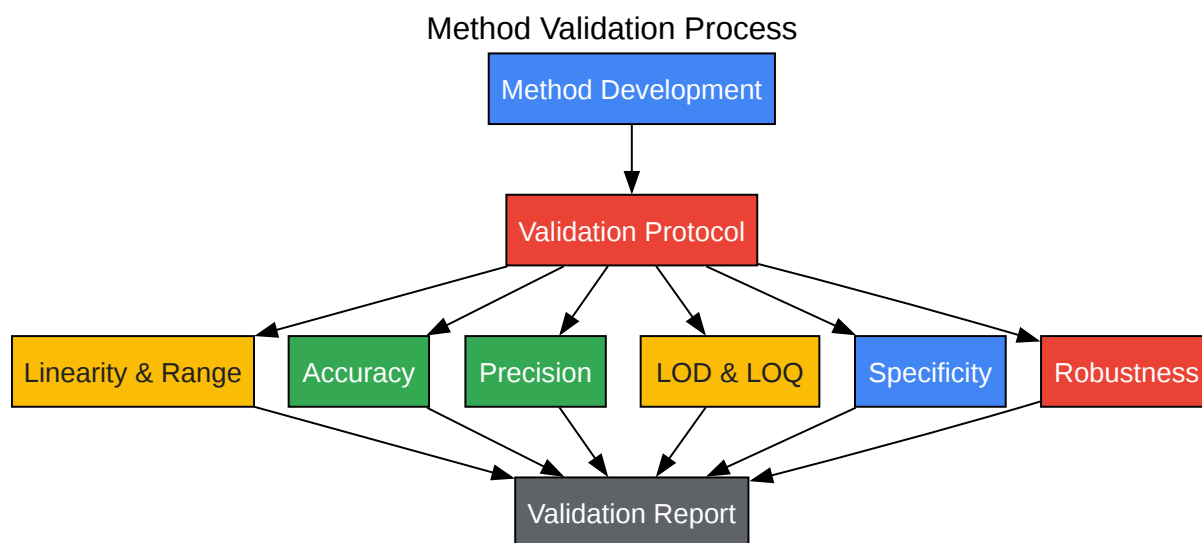 Method Validation Process
Method Development
Validation Protocol
Linearity & Range
Accuracy
Precision
LOD & LOQ
Specificity
Robustness
Validation Report